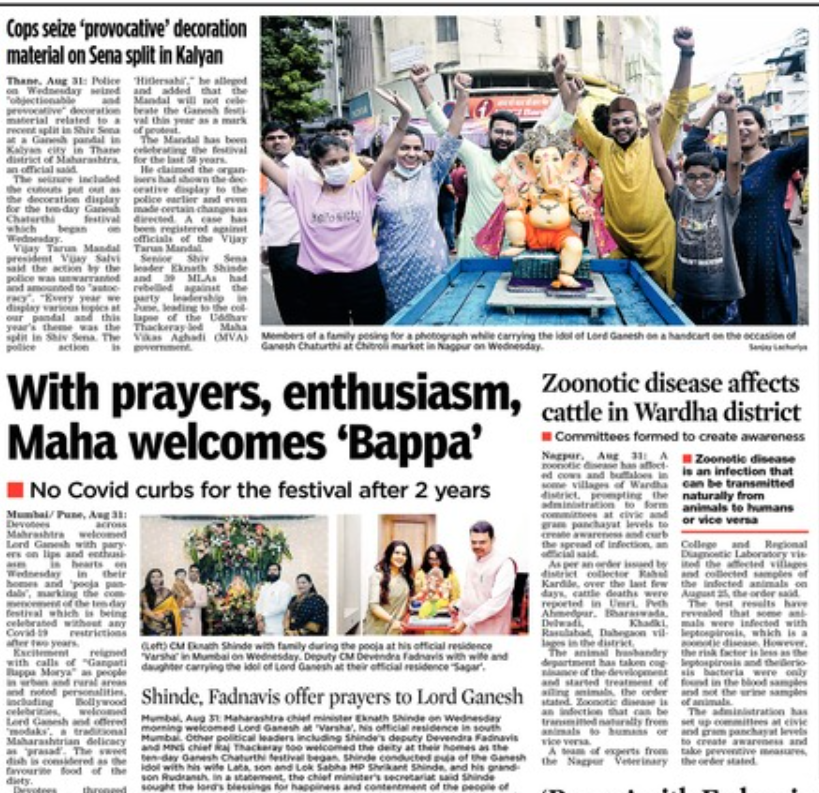 Cops seize 'provocative' decoration
material on Sena split in Kalyan
Thane, Aug 31: Police
on Wednesday seized
"objectionable and
provocative" decoration
material related to a
recent split in Shiv Sena
at a Ganesh pandal in
Kalyan city in Thane
district of Maharashtra,
an official said.
The seizure included
the cutouts put out as
the decoration display
for the ten-day Ganesh
Chaturthi festival
which began on
Wednesday.
Vijay Tarun Mandal
president Vijay Salvi
said the action by the
police was unwarranted
and amounted to "autoc-
racy". "Every year we
display various topics at
our pandal and this
year's theme was the
split in Shiv Sena. The
police action is
'Hitlersahi'," he alleged
and added that the
Mandal will not cele-
brate the Ganesh festi-
val this year as a mark
of protest.
The Mandal has been
celebrating the festival
for the last 58 years.
He claimed the organ-
isers had shown the dec-
orative display to the
police earlier and even
made certain changes as
directed. A case has
been registered against
officials of the Vijay
Tarun Mandal.
Senior Shiv Sena
leader Eknath Shinde
and 39 MLAs had
rebelled against the
party leadership in
June, leading to the col-
lapse of the Uddhav
Thackeray-led Maha
Vikas Aghadi (MVA)
government.
Members of a family posing for a photograph while carrying the idol of Lord Ganesh on a handcart on the occasion of
Ganesh Chaturthi at Chitroli market in Nagpur on Wednesday.
Sanjay Lachuriya
With prayers, enthusiasm,
Maha welcomes 'Bappa'
No Covid curbs for the festival after 2 years
Mumbai/ Pune, Aug 31:
Devotees across
Mahrashtra welcomed
Lord Ganesh with pary-
ers on lips and enthusi-
asm in hearts on
Wednesday in their
homes and 'pooja pan-
dals', marking the com-
mencement of the ten day
festival which is being
celebrated without any
Covid-19 restrictions
after two years.
Excitement reigned
with calls of "Ganpati
Bappa Morya" as people
in urban and rural areas
and noted personalities,
including Bollywood
celebrities, welcomed
Lord Ganesh and offered
'modaks', a traditional
Maharashtrian delicacy
as 'prasad'. The sweet
dish is considered as the
favourite food of the
diety.
Devotees thronged
(Left) CM Eknath Shinde with family during the pooja at his official residence
'Varsha' in Mumbai on Wednesday. Deputy CM Devendra Fadnavis with wife and
daughter carrying the idol of Lord Ganesh at their official residence 'Sagar'.
Shinde, Fadnavis offer prayers to Lord Ganesh
Mumbai, Aug 31: Maharashtra chief minister Eknath Shinde on Wednesday
morning welcomed Lord Ganesh at 'Varsha', his official residence in south
Mumbai. Other political leaders including Shinde's deputy Devendra Fadnavis
and MNS chief Raj Thackeray too welcomed the deity at their homes as the
ten-day Ganesh Chaturthi festival began. Shinde conducted puja of the Ganesh
idol with his wife Lata, son and Lok Sabha MP Shrikant Shinde, and his grand-
son Rudransh. In a statement, the chief minister's secretariat said Shinde
sought the lord's blessings for happiness and contentment of the people of
Zoonotic disease affects
cattle in Wardha district
Committees formed to create awareness
Nagpur, Aug 31: A
zoonotic disease has affect-
ed cows and buffaloes in
some villages of Wardha
district, prompting the
administration to form
committees at civic and
gram panchayat levels to
create awareness and curb
the spread of infection, an
official said.
As per an order issued by
district collector Rahul
Kardile, over the last few
days, cattle deaths were
reported in Umri, Peth
Ahmedpur, Bharaswada,
Delwadi, Khadki,
Rasulabad, Dahegaon vil-
lages in the district.
The animal husbandry
department has taken cog-
nisance of the development
and started treatment of
ailing animals, the order
stated. Zoonotic disease is
an infection that can be
transmitted naturally from
animals to humans or
vice versa.
A team of experts from
the Nagpur Veterinary
Zoonotic disease
is an infection that
can be transmitted
naturally from
animals to humans
or vice versa
College and Regional
Diagnostic Laboratory vis-
ited the affected villages
and collected samples of
the infected animals on
August 25, the order said.
The test results have
revealed that some ani-
mals were infected with
leptospirosis, which is a
zoonotic disease. However,
the risk factor is less as the
leptospirosis and theilerio-
sis bacteria were only
found in the blood samples
and not the urine samples
of animals.
The administration has
set up committees at civic
and gram panchayat levels
to create awareness and
take preventive measures,
the order stated.